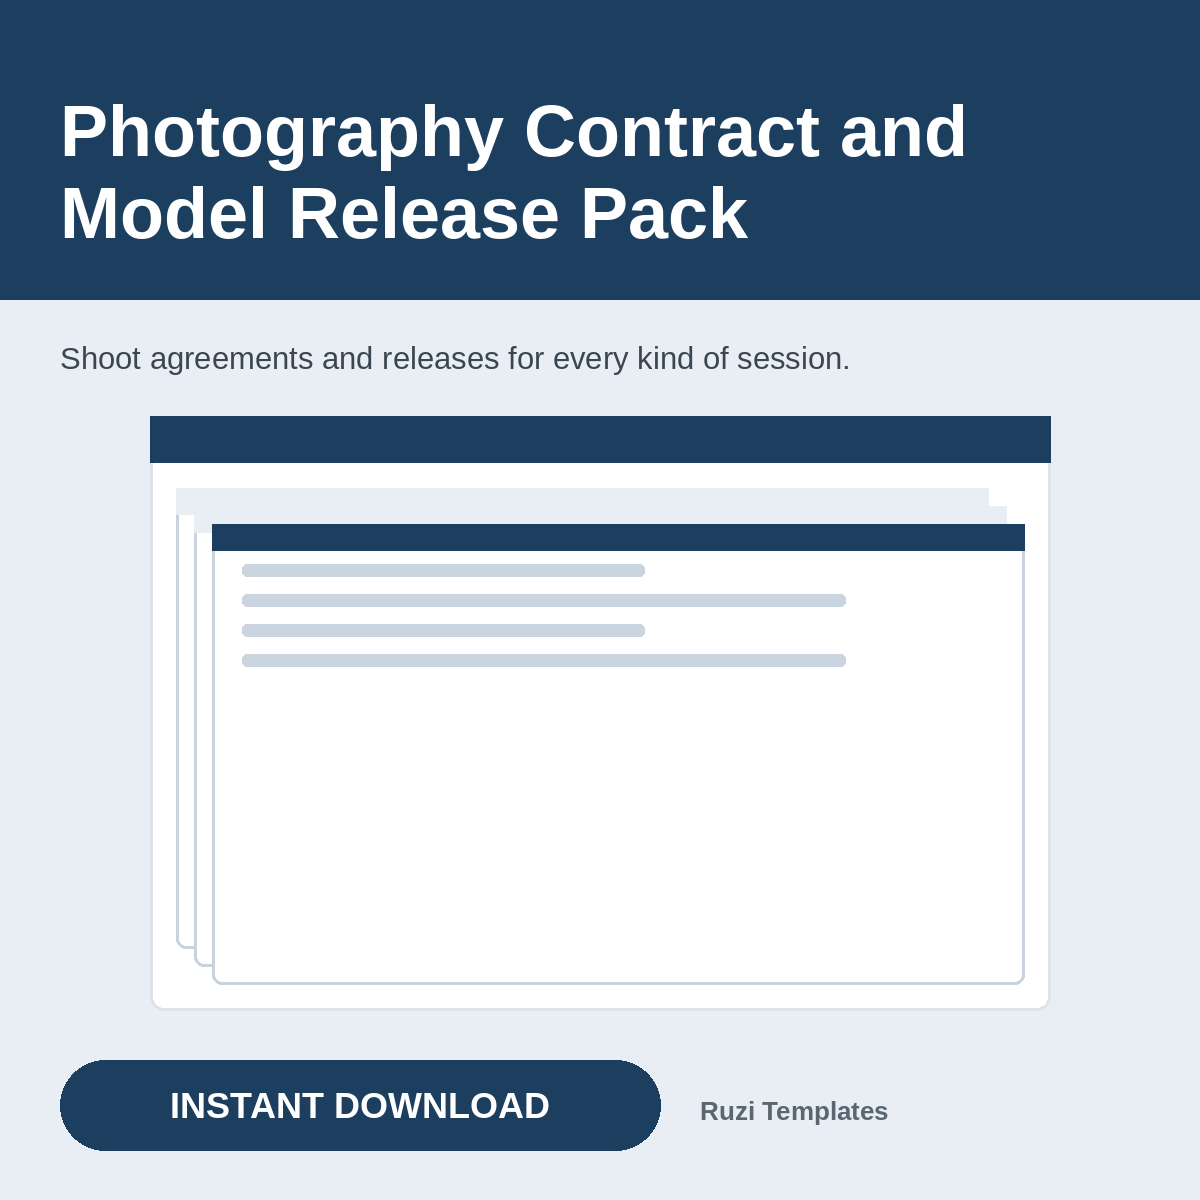 Photography Contract and
Model Release Pack
Shoot agreements and releases for every kind of session.
INSTANT DOWNLOAD
Ruzi Templates